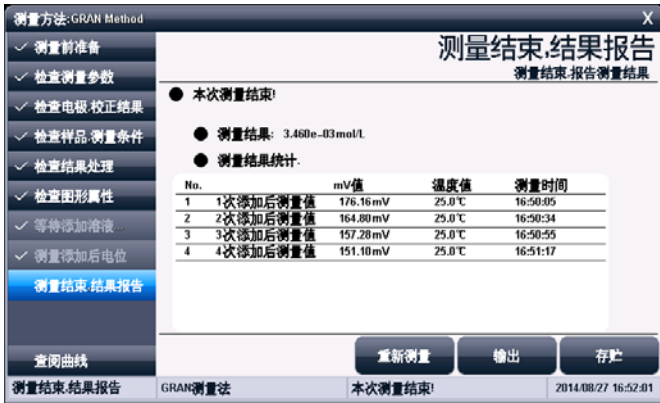 测量方法:GRAN Method X
测量结束,结果报告
测量结束.报告测量结果
✓ 测量前准备
✓ 检查测量参数
✓ 检查电极.校正结果
✓ 检查样品.测量条件
✓ 检查结果处理
✓ 检查图形属性
✓ 等待添加溶液...
✓ 测量添加后电位
测量结束.结果报告
查阅曲线
● 本次测量结束!
● 测量结果: 3.460e-03mol/L
● 测量结果统计.
No. mV值 温度值 测量时间
1 1次添加后测量值 176.16mV 25.0℃ 16:50:05
2 2次添加后测量值 164.80mV 25.0℃ 16:50:34
3 3次添加后测量值 157.28mV 25.0℃ 16:50:55
4 4次添加后测量值 151.10mV 25.0℃ 16:51:17
重新测量 输出 存贮
测量结束.结果报告 GRAN测量法 本次测量结束! 2014/08/27 16:52:01